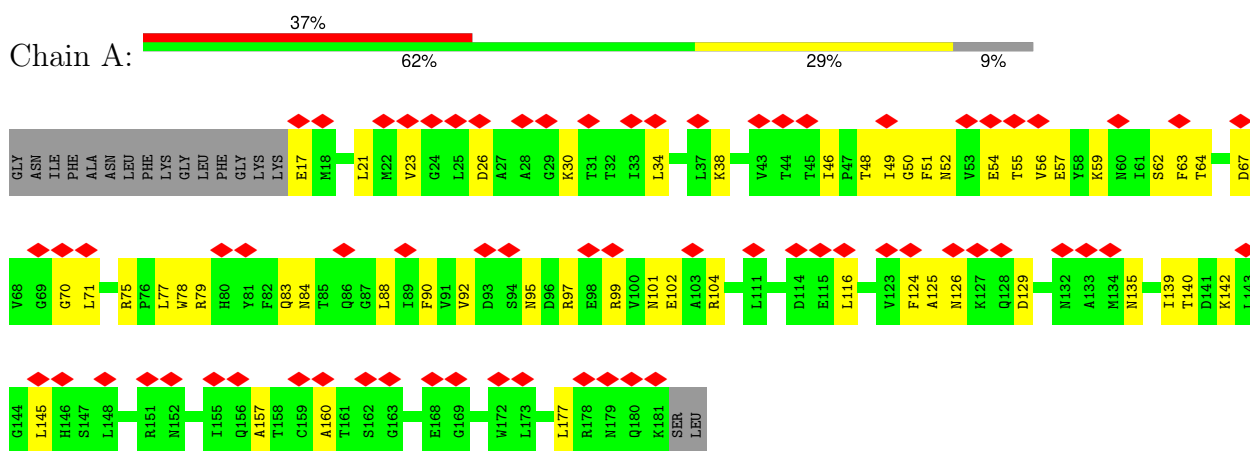 37%
Chain A:
62% 29% 9%
GLY ASN ILE PHE ALA ASN LEU PHE LYS GLY LEU PHE GLY LYS LYS E17 M18 L21 M22 V23 G24 L25 D26 A27 A28 G29 K30 T31 T32 I33 L34 L37 K38 V43 T44 T45 I46 P47 T48 I49 G50 F51 N52 V53 E54 T55 V56 E57 Y58 K59 N60 I61 S62 F63 T64 D67
V68 G69 G70 L71 R75 P76 L77 W78 R79 H80 Y81 F82 Q83 N84 T85 Q86 G87 L88 I89 F90 V91 V92 D93 S94 N95 D96 R97 E98 R99 V100 N101 E102 A103 R104 L111 D114 E115 L116 V123 F124 A125 N126 K127 Q128 D129 N132 A133 M134 N135 I139 T140 D141 K142 L143
G144 L145 H146 S147 L148 R151 N152 I155 Q156 A157 T158 C159 A160 T161 S162 G163 E168 G169 W172 L173 L177 R178 N179 Q180 K181 SER LEU